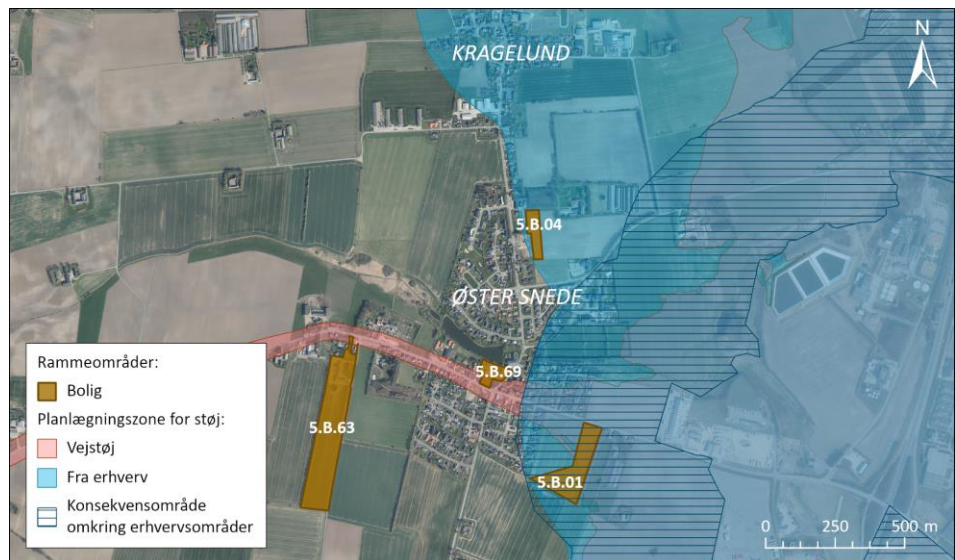 KRAGELUND
N
5.B.04
ØSTER SNEDE
5.B.69
5.B.63
5.B.01
Rammeområder:
Bolig
Planlægningszone for støj:
Vejstøj
Fra erhverv
Konsekvensområde
omkring erhvervsområder
0 250 500 m